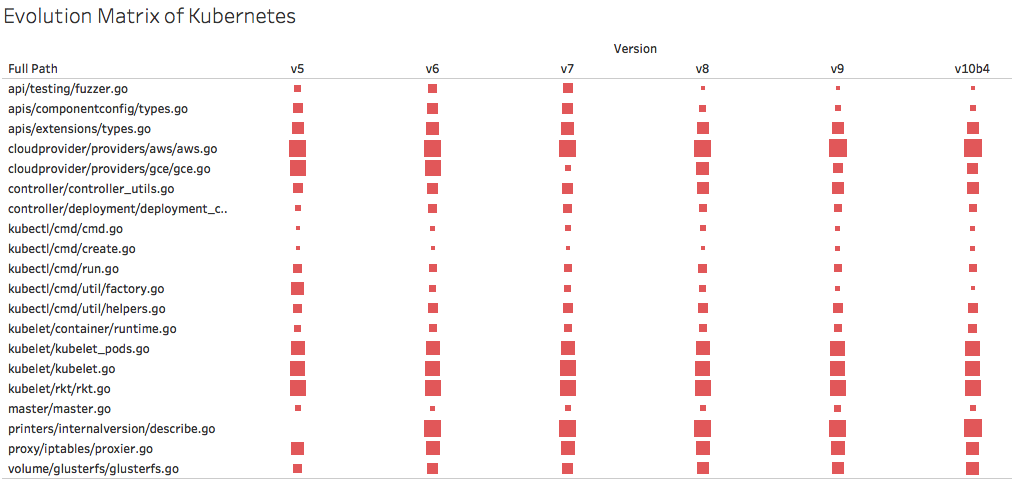 Evolution Matrix of Kubernetes
Version
Full Path v5 v6 v7 v8 v9 v10b4
api/testing/fuzzer.go
apis/componentconfig/types.go
apis/extensions/types.go
cloudprovider/providers/aws/aws.go
cloudprovider/providers/gce/gce.go
controller/controller_utils.go
controller/deployment/deployment_c..
kubectl/cmd/cmd.go
kubectl/cmd/create.go
kubectl/cmd/run.go
kubectl/cmd/util/factory.go
kubectl/cmd/util/helpers.go
kubelet/container/runtime.go
kubelet/kubelet_pods.go
kubelet/kubelet.go
kubelet/rkt/rkt.go
master/master.go
printers/internalversion/describe.go
proxy/iptables/proxier.go
volume/glusterfs/glusterfs.go